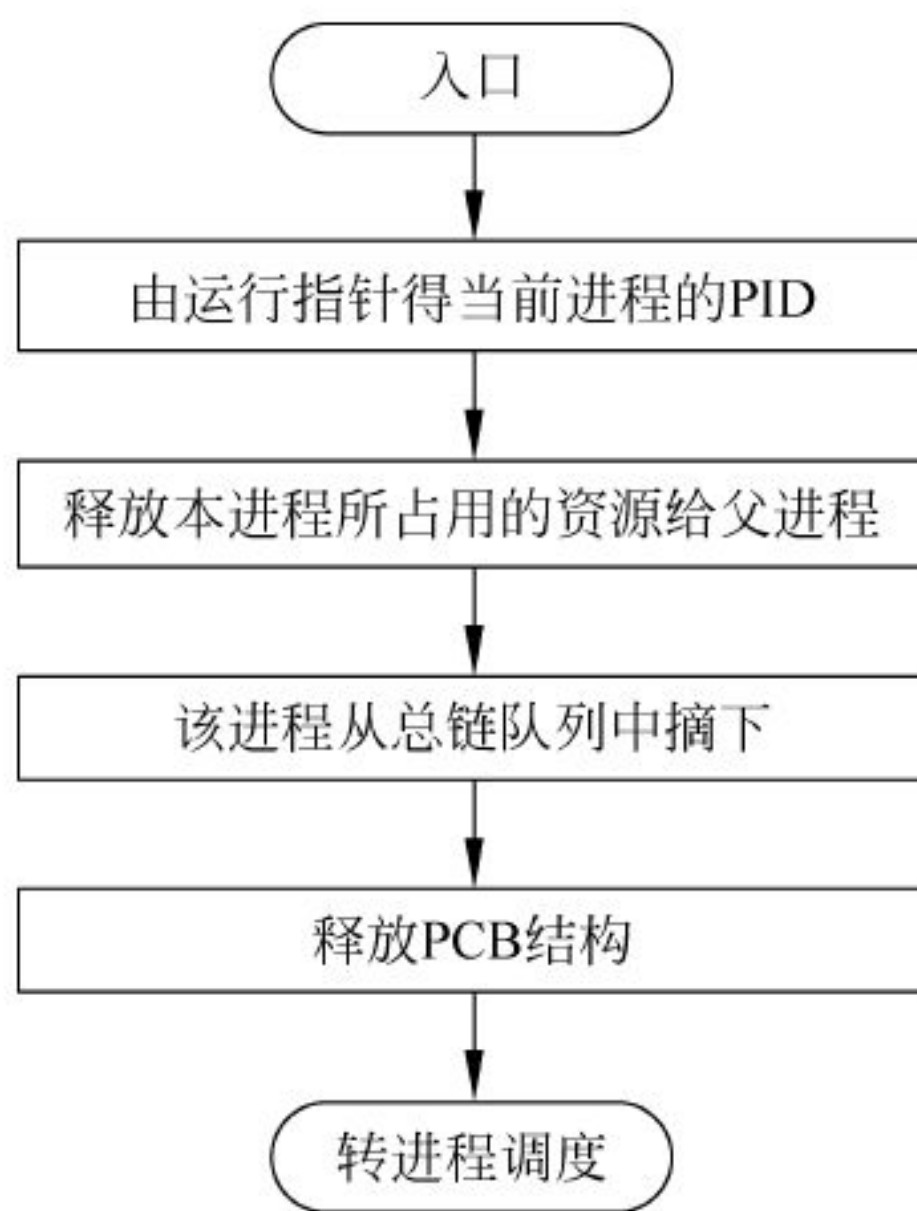 入口
由运行指针得当前进程的PID
释放本进程所占用的资源给父进程
该进程从总链队列中摘下
释放PCB结构
转进程调度